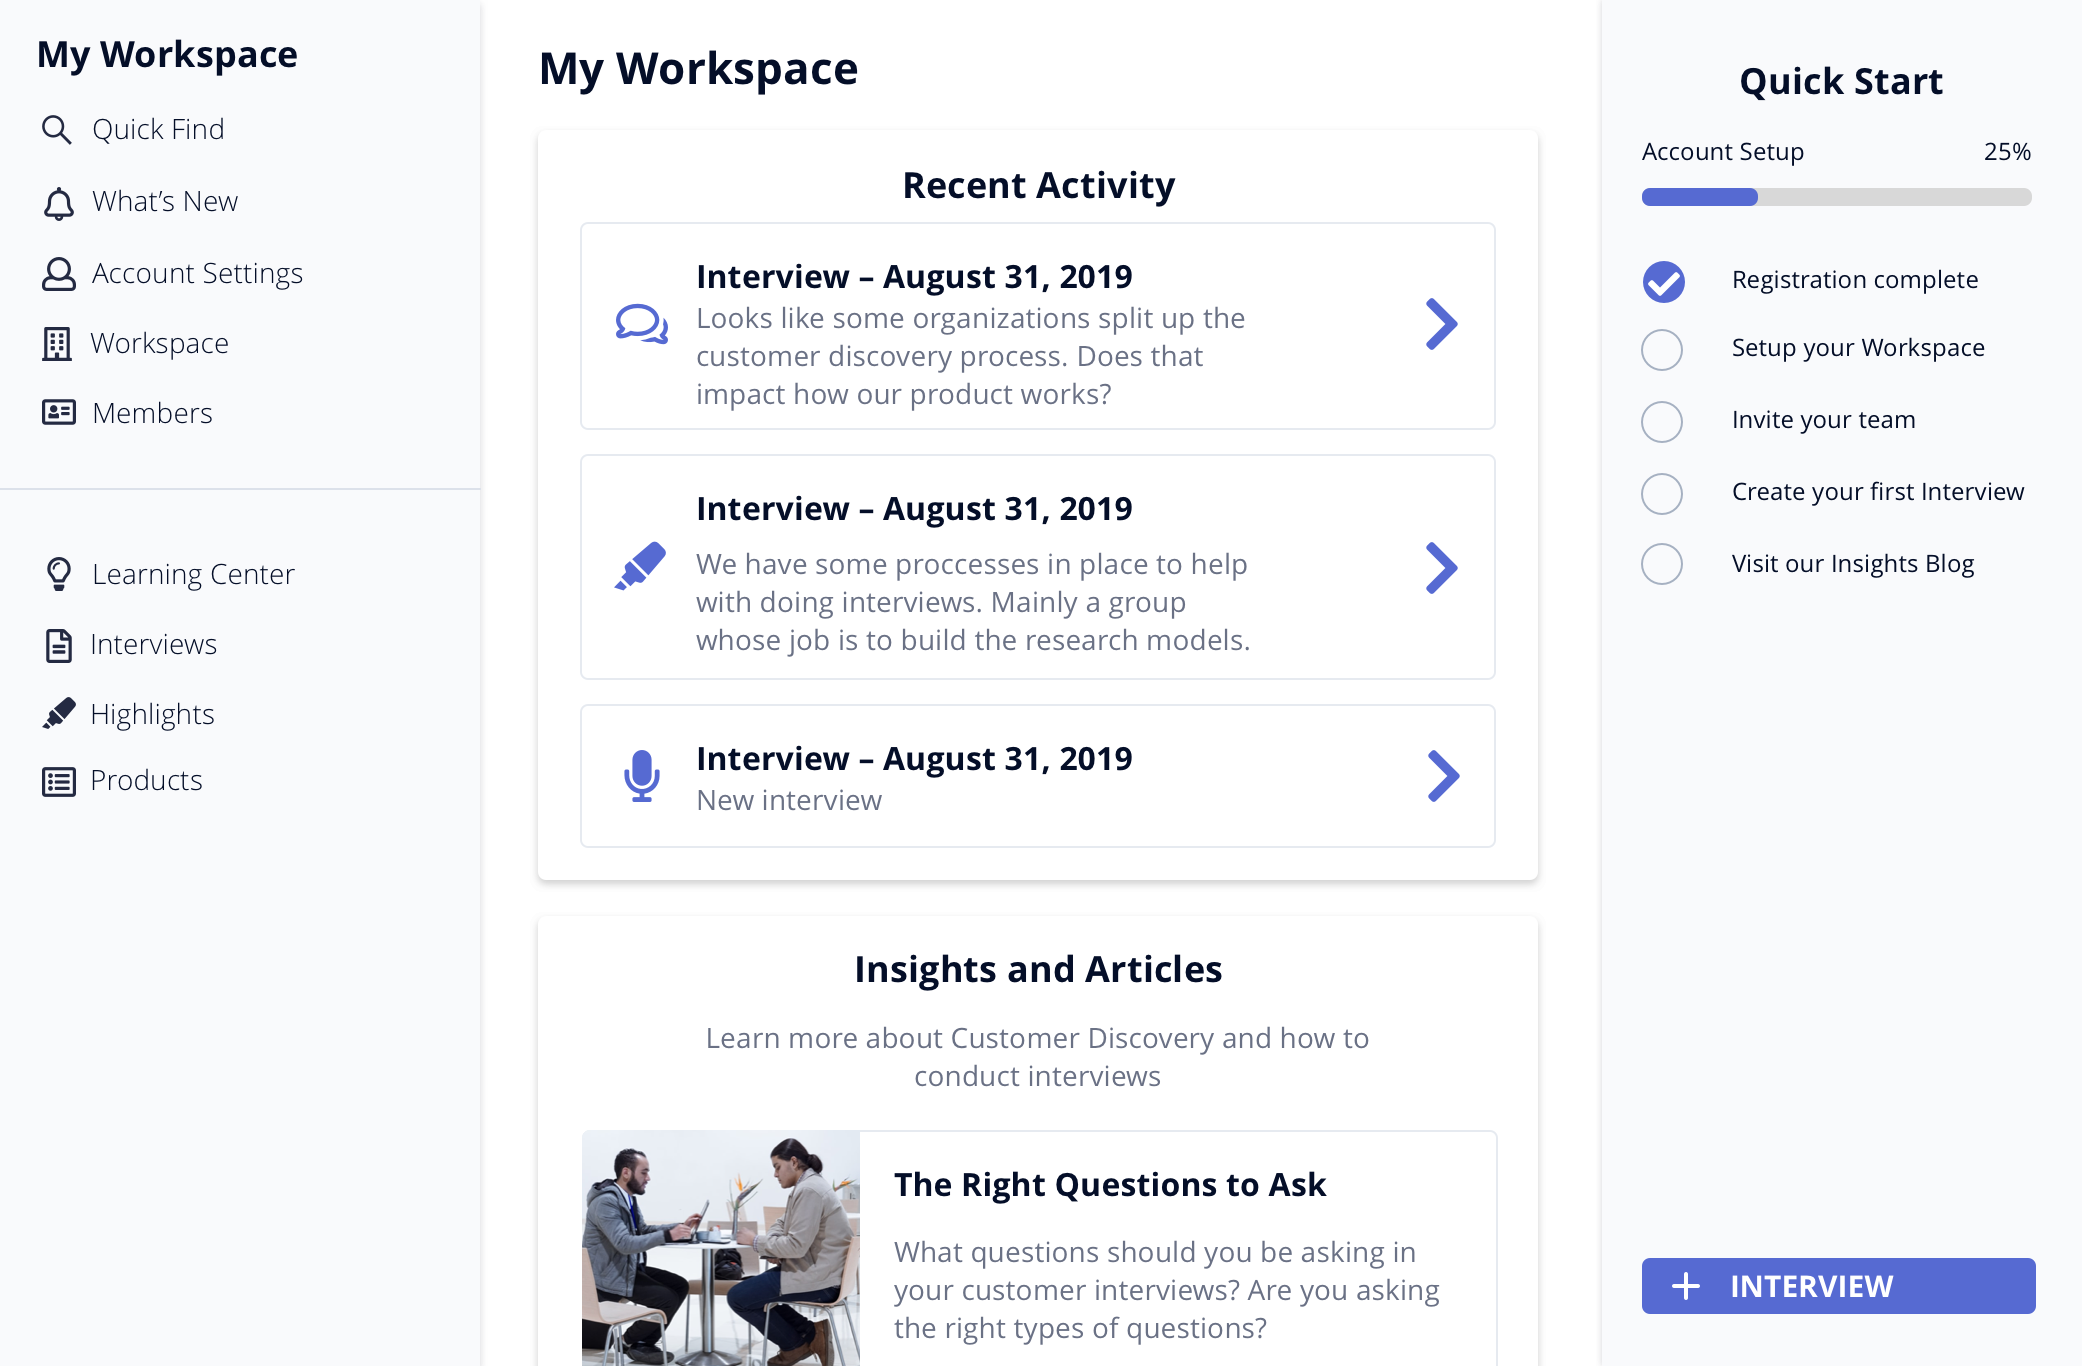 My Workspace
Quick Find
What’s New
Account Settings
Workspace
Members
Learning Center
Interviews
Highlights
Products
My Workspace
Recent Activity
Interview – August 31, 2019
Looks like some organizations split up the
customer discovery process. Does that
impact how our product works?
Interview – August 31, 2019
We have some proccesses in place to help
with doing interviews. Mainly a group
whose job is to build the research models.
Interview – August 31, 2019
New interview
Insights and Articles
Learn more about Customer Discovery and how to
conduct interviews
The Right Questions to Ask
What questions should you be asking in
your customer interviews? Are you asking
the right types of questions?
Quick Start
Account Setup 25%
Registration complete
Setup your Workspace
Invite your team
Create your first Interview
Visit our Insights Blog
INTERVIEW